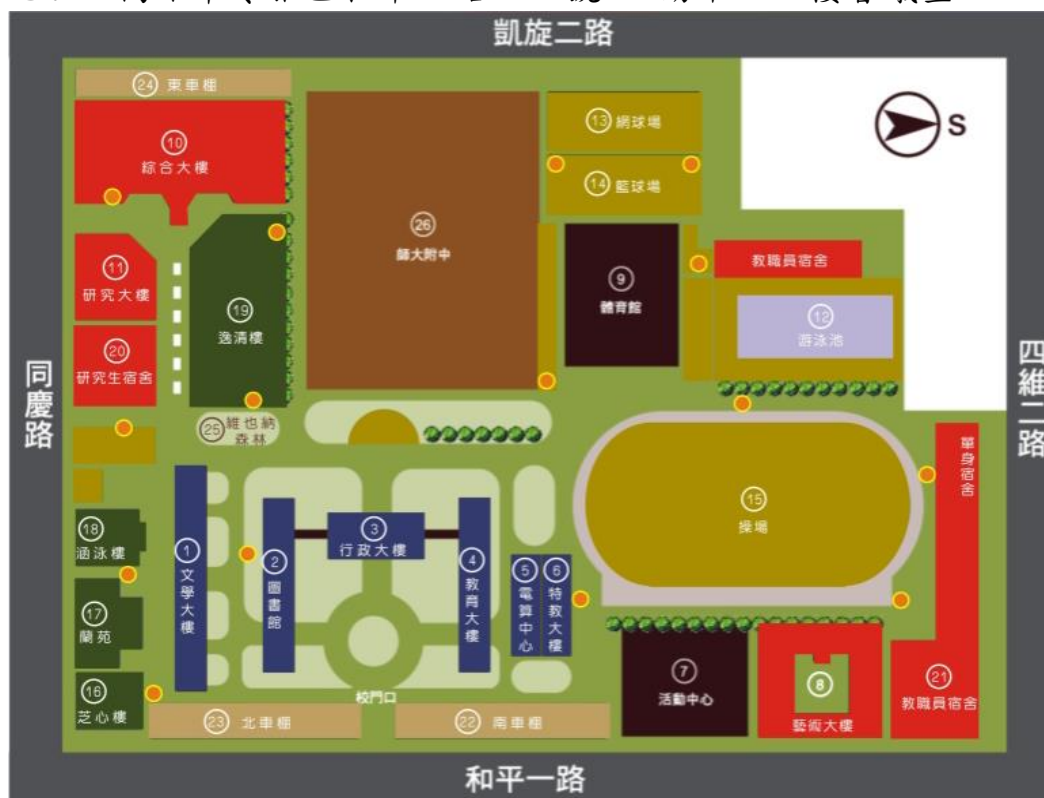 凱旋二路
24 東車棚
10
綜合大樓
13 網球場
14 籃球場
S
26
師大附中
9
體育館
教職員宿舍
11
研究大樓
19
逸清樓
12
游泳池
20
研究生宿舍
同慶路
四維二路
25 維也納
森林
單身宿舍
15
操場
18
涵泳樓
1 文學大樓
2 圖書館
3
行政大樓
4 教育大樓
5 電算中心
6 特教大樓
17
蘭苑
16
芝心樓
校門口
7
活動中心
8
藝術大樓
21
教職員宿舍
23 北車棚
22 南車棚
和平一路